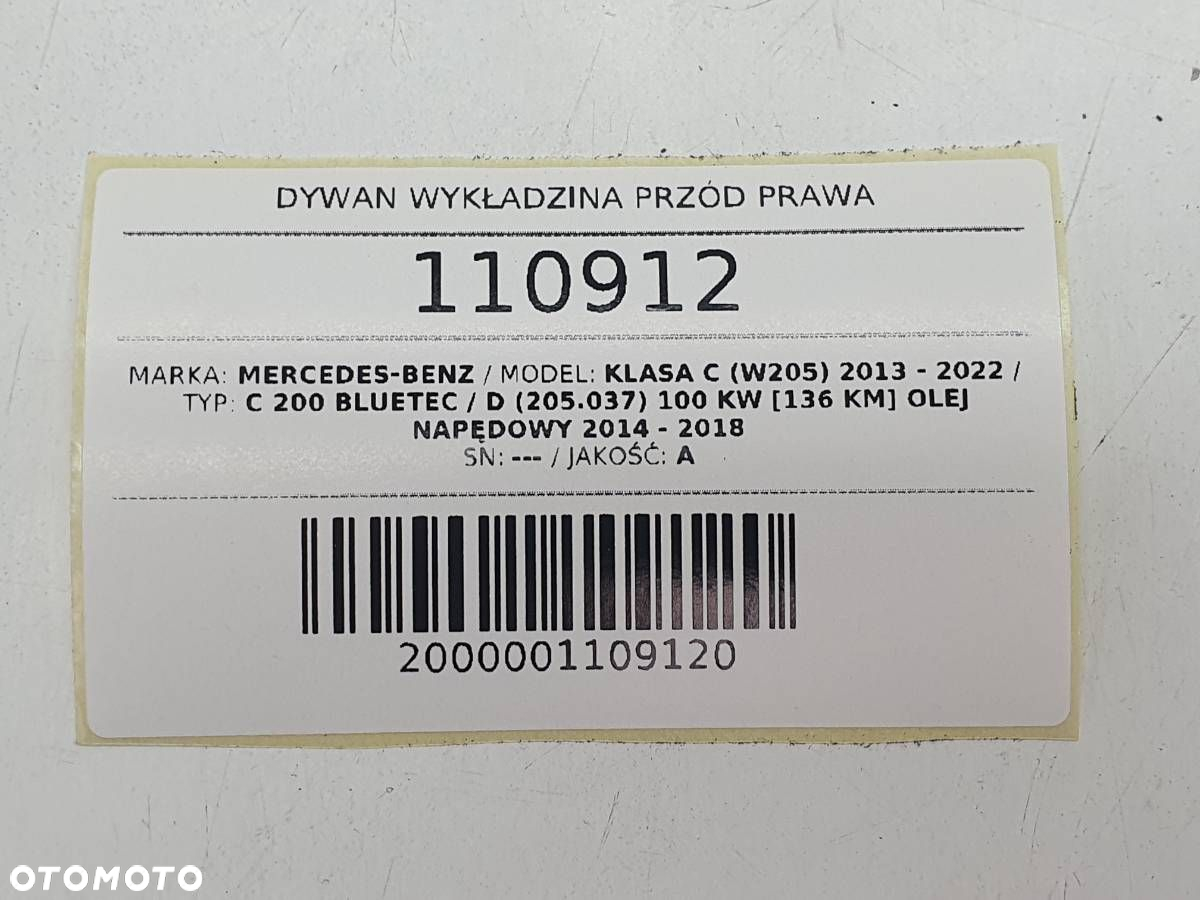 DYWAN WYKŁADZINA PRZÓD PRAWA
110912
MARKA: MERCEDES-BENZ / MODEL: KLASA C (W205) 2013 - 2022 /
TYP: C 200 BLUETEC / D (205.037) 100 KW [136 KM] OLEJ
NAPĘDOWY 2014 - 2018
SN: --- / JAKOŚĆ: A
2000001109120
OTOMOTO